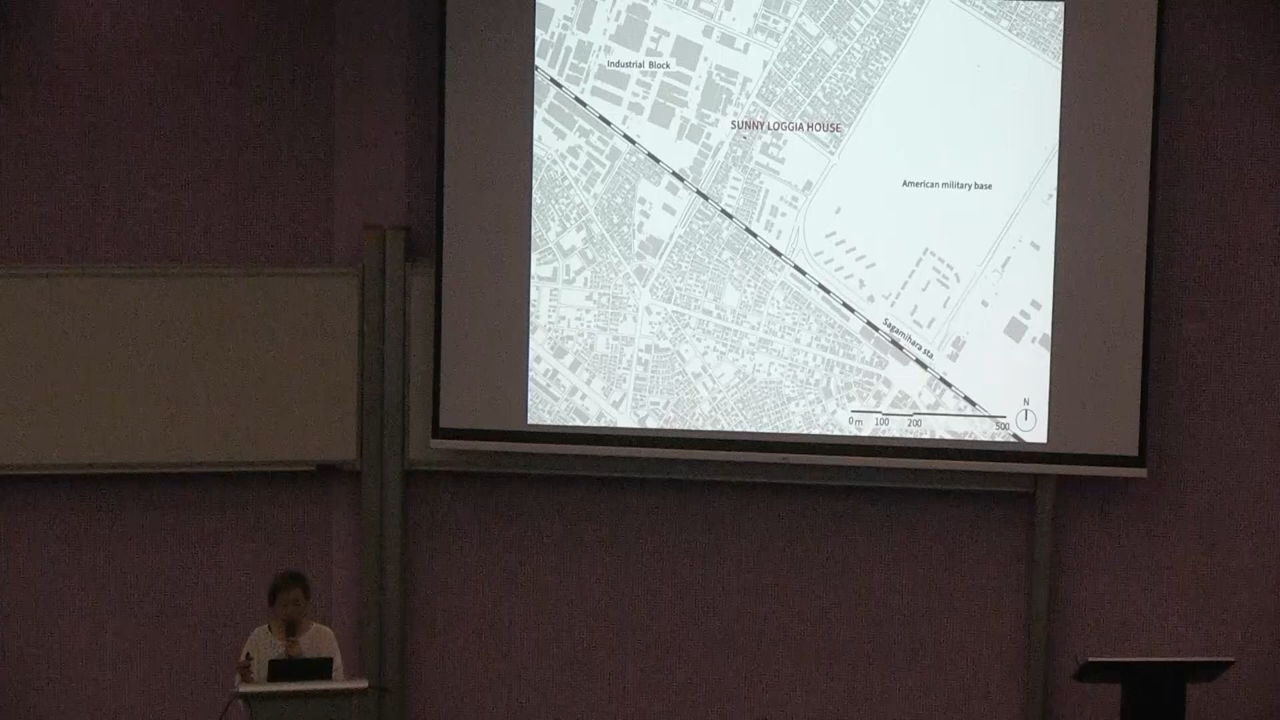 Industrial Block
SUNNY LOGGIA HOUSE
American military base
Sagamihara sta.
N
0m 100 200 500